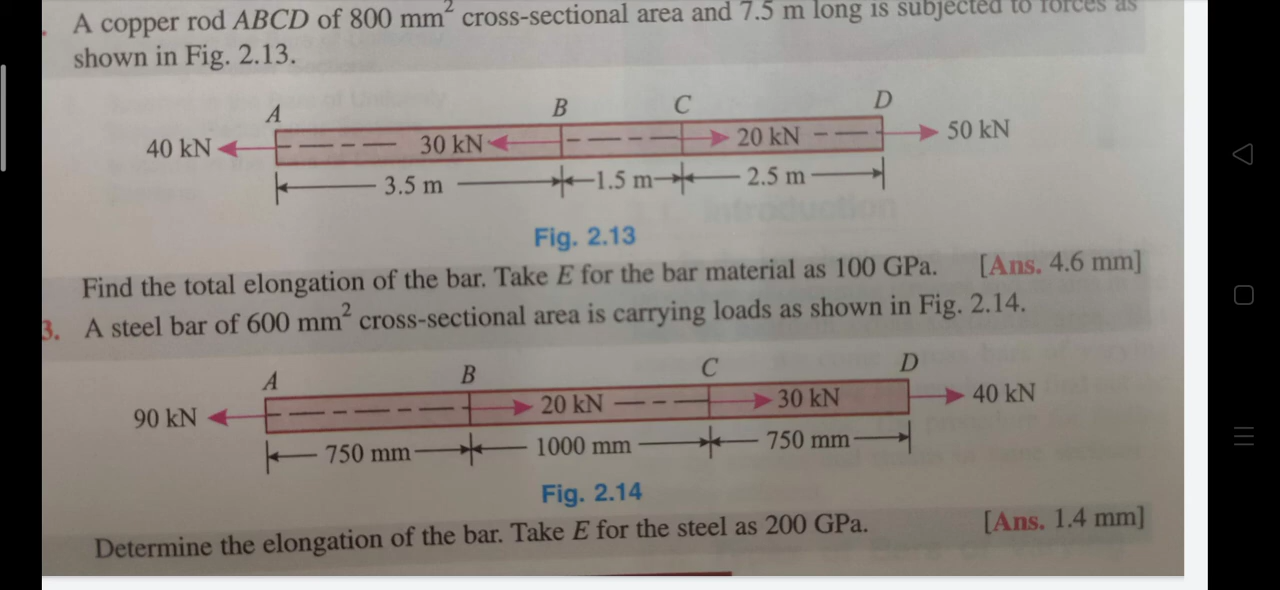 A copper rod ABCD of 800 mm² cross-sectional area and 7.5 m long is subjected to forces as
shown in Fig. 2.13.
A B C D
40 kN 30 kN 20 kN 50 kN
3.5 m 1.5 m 2.5 m
Fig. 2.13
Find the total elongation of the bar. Take E for the bar material as 100 GPa. [Ans. 4.6 mm]
3. A steel bar of 600 mm² cross-sectional area is carrying loads as shown in Fig. 2.14.
A B C D
90 kN 20 kN 30 kN 40 kN
750 mm 1000 mm 750 mm
Fig. 2.14
Determine the elongation of the bar. Take E for the steel as 200 GPa. [Ans. 1.4 mm]